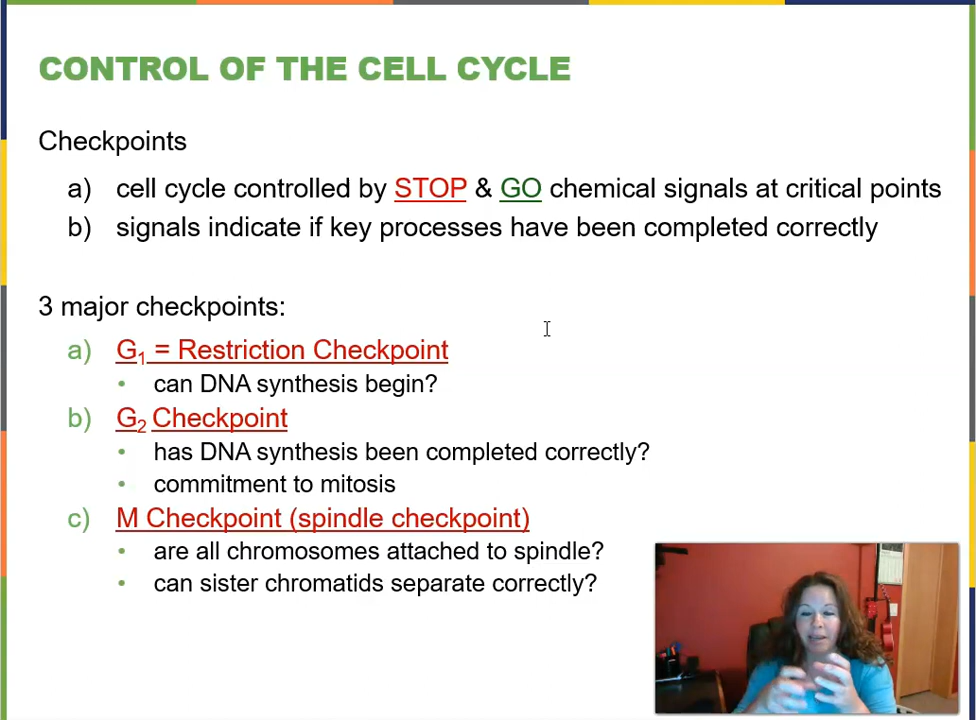 CONTROL OF THE CELL CYCLE
Checkpoints
a) cell cycle controlled by STOP & GO chemical signals at critical points
b) signals indicate if key processes have been completed correctly
3 major checkpoints:
a) G₁ = Restriction Checkpoint
• can DNA synthesis begin?
b) G₂ Checkpoint
• has DNA synthesis been completed correctly?
• commitment to mitosis
c) M Checkpoint (spindle checkpoint)
• are all chromosomes attached to spindle?
• can sister chromatids separate correctly?